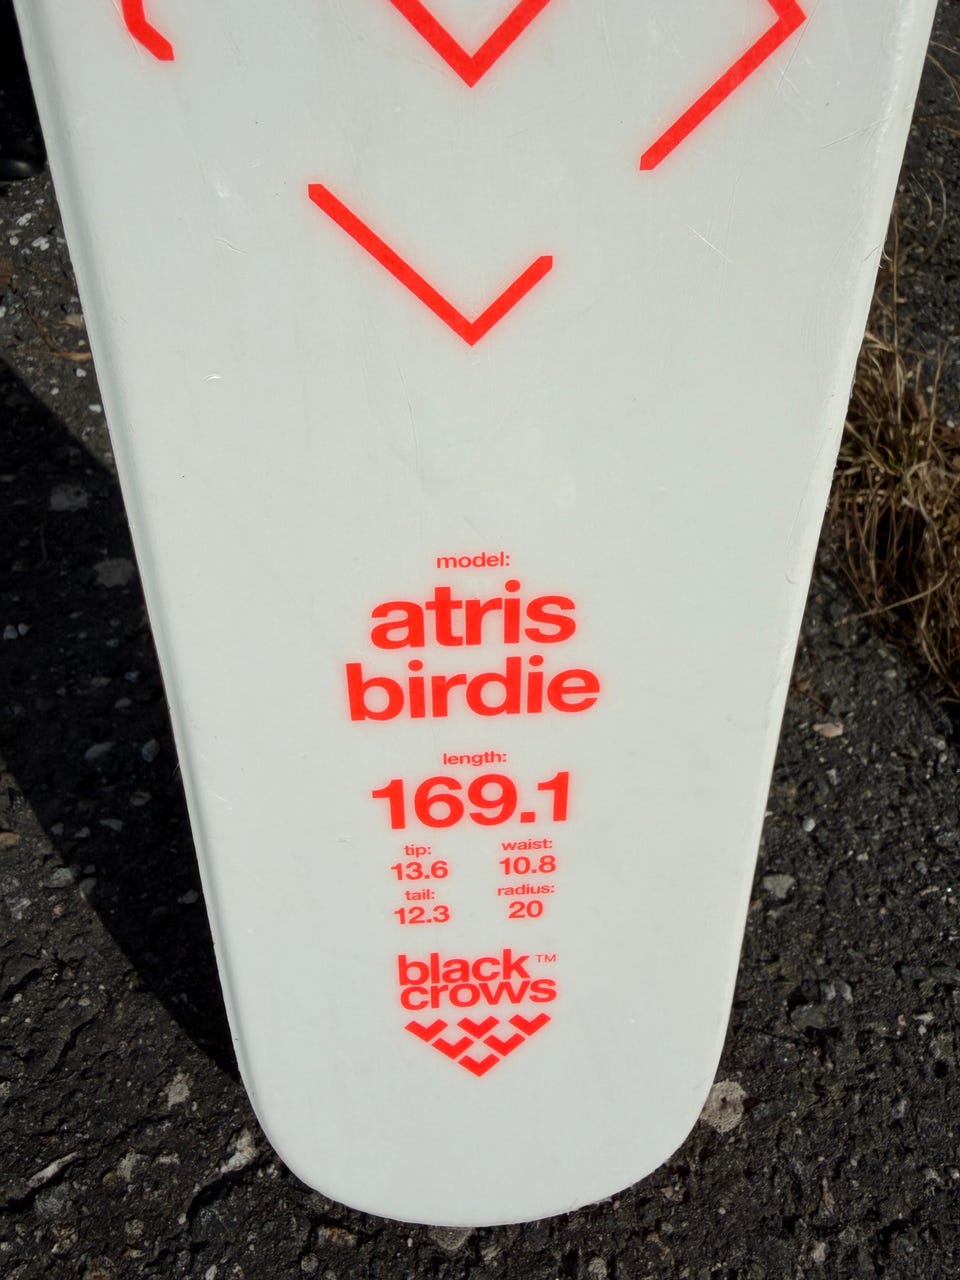 model:
atris
birdie
length:
169.1
tip: waist:
13.6 10.8
tail: radius:
12.3 20
black™
crows